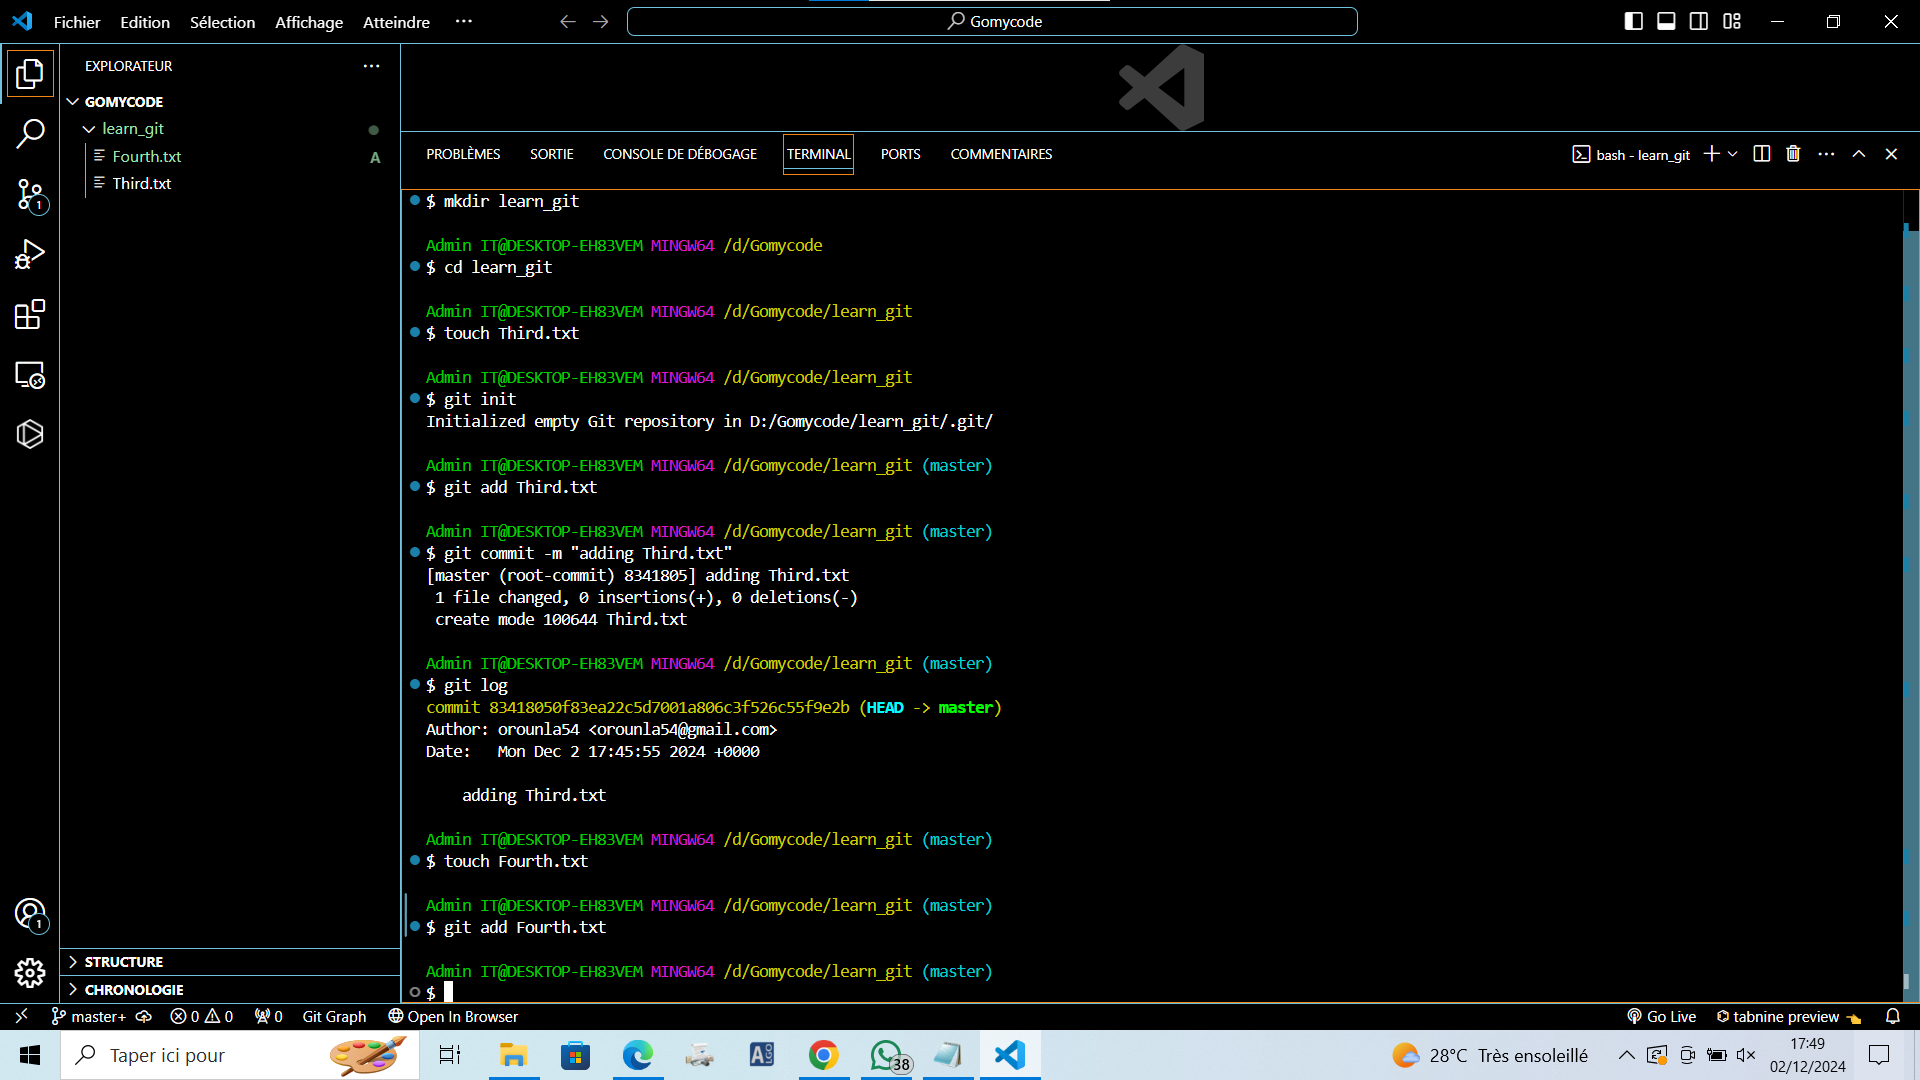 Fichier Edition Sélection Affichage Atteindre ··· Gomycode
EXPLORATEUR ···
GOMYCODE
learn_git
Fourth.txt A
Third.txt
PROBLÈMES SORTIE CONSOLE DE DÉBOGAGE TERMINAL PORTS COMMENTAIRES bash - learn_git
$ mkdir learn_git
Admin IT@DESKTOP-EH83VEM MINGW64 /d/Gomycode
$ cd learn_git
Admin IT@DESKTOP-EH83VEM MINGW64 /d/Gomycode/learn_git
$ touch Third.txt
Admin IT@DESKTOP-EH83VEM MINGW64 /d/Gomycode/learn_git
$ git init
Initialized empty Git repository in D:/Gomycode/learn_git/.git/
Admin IT@DESKTOP-EH83VEM MINGW64 /d/Gomycode/learn_git (master)
$ git add Third.txt
Admin IT@DESKTOP-EH83VEM MINGW64 /d/Gomycode/learn_git (master)
$ git commit -m "adding Third.txt"
[master (root-commit) 8341805] adding Third.txt
1 file changed, 0 insertions(+), 0 deletions(-)
create mode 100644 Third.txt
Admin IT@DESKTOP-EH83VEM MINGW64 /d/Gomycode/learn_git (master)
$ git log
commit 83418050f83ea22c5d7001a806c3f526c55f9e2b (HEAD -> master)
Author: orounla54 <orounla54@gmail.com>
Date: Mon Dec 2 17:45:55 2024 +0000
adding Third.txt
Admin IT@DESKTOP-EH83VEM MINGW64 /d/Gomycode/learn_git (master)
$ touch Fourth.txt
Admin IT@DESKTOP-EH83VEM MINGW64 /d/Gomycode/learn_git (master)
$ git add Fourth.txt
Admin IT@DESKTOP-EH83VEM MINGW64 /d/Gomycode/learn_git (master)
$
1
1
STRUCTURE
CHRONOLOGIE
master+ 0 0 0 Git Graph Open In Browser Go Live tabnine preview
Taper ici pour ALGO 38 28°C Très ensoleillé 17:49
02/12/2024